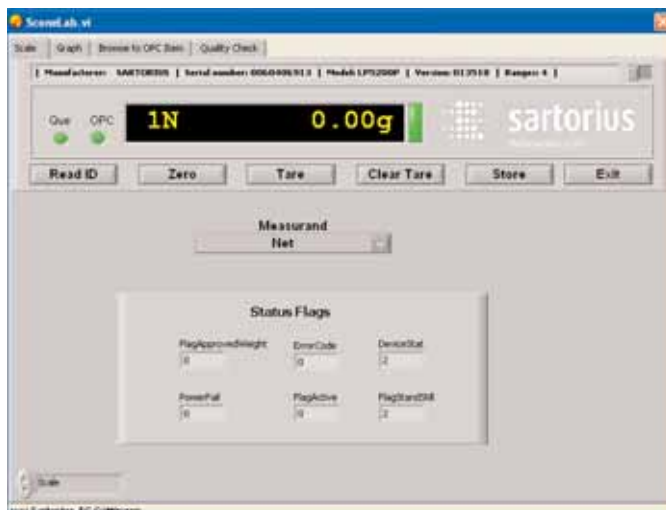 SceneLab.vi
Scale Graph Browse to OPC Item Quality Check
| Manufacturer: SARTORIUS | Serial number: | Model: LP5200P | Version: 013510 | Ranges: 4 |
Que OPC 1N 0.00g sartorius
Read ID Zero Tare Clear Tare Store Exit
Measurand
Net
Status Flags
FlagApprovedWeight ErrorCode DeviceStat
0 0 2
PowerFail FlagActive FlagStandStill
0 0 2
Scale